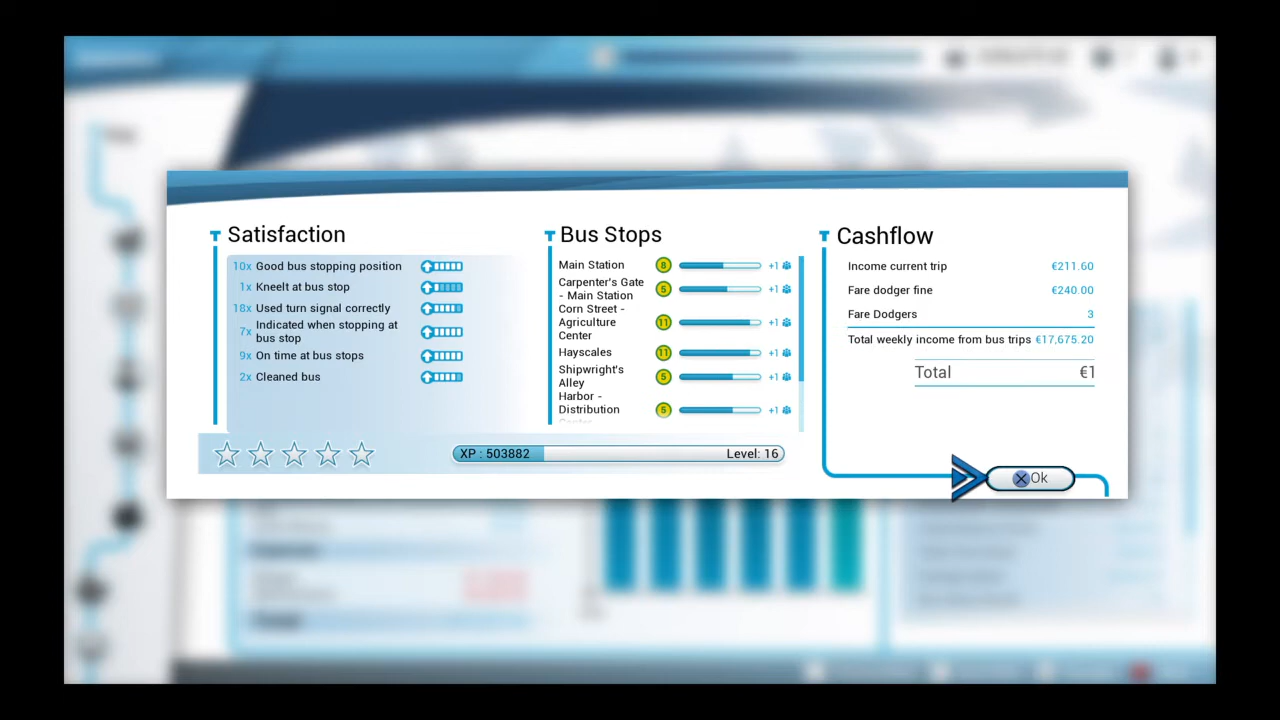 Satisfaction
10x Good bus stopping position
1x Kneelt at bus stop
18x Used turn signal correctly
7x Indicated when stopping at
bus stop
9x On time at bus stops
2x Cleaned bus
XP : 503882
Level: 16
Bus Stops
Main Station 8 +1
Carpenter's Gate
- Main Station 5 +1
Corn Street -
Agriculture 11 +1
Center
Hayscales 11 +1
Shipwright's
Alley 5 +1
Harbor -
Distribution 5 +1
Center
Cashflow
Income current trip €211.60
Fare dodger fine €240.00
Fare Dodgers 3
Total weekly income from bus trips €17,675.20
Total €1
Ok